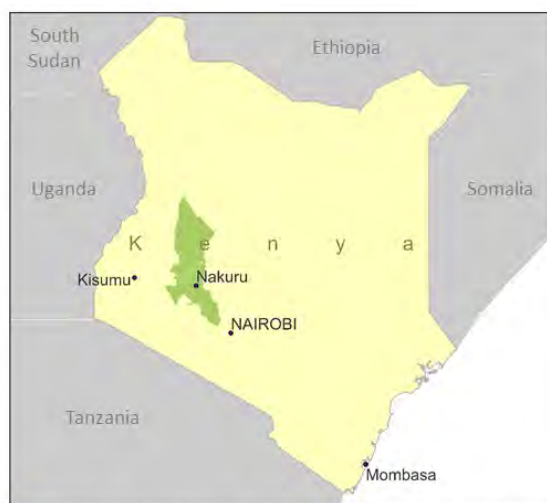 South
Sudan
Ethiopia
Uganda
Somalia
K e n y a
Kisumu
Nakuru
NAIROBI
Tanzania
Mombasa